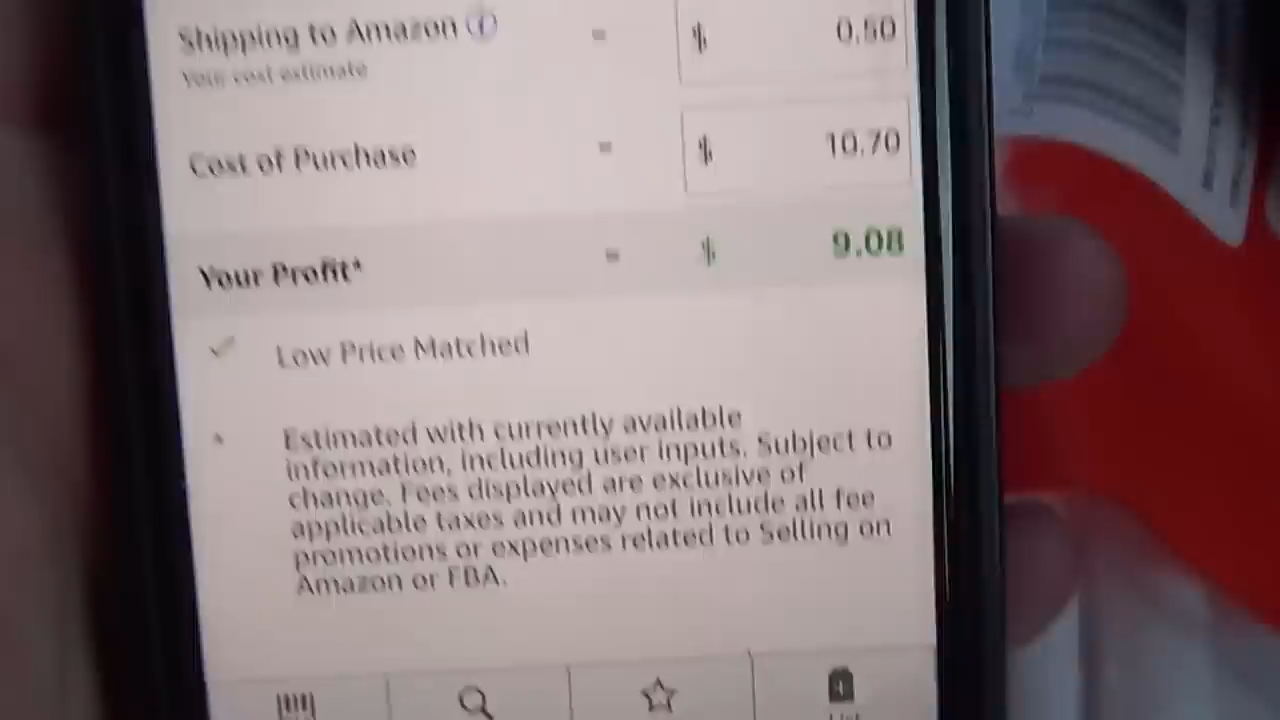 Shipping to Amazon - $ 0.50
Your cost estimate
Cost of Purchase - $ 10.70
Your Profit* = $ 9.08
Low Price Matched
* Estimated with currently available
information, including user inputs. Subject to
change. Fees displayed are exclusive of
applicable taxes and may not include all fee
promotions or expenses related to Selling on
Amazon or FBA.